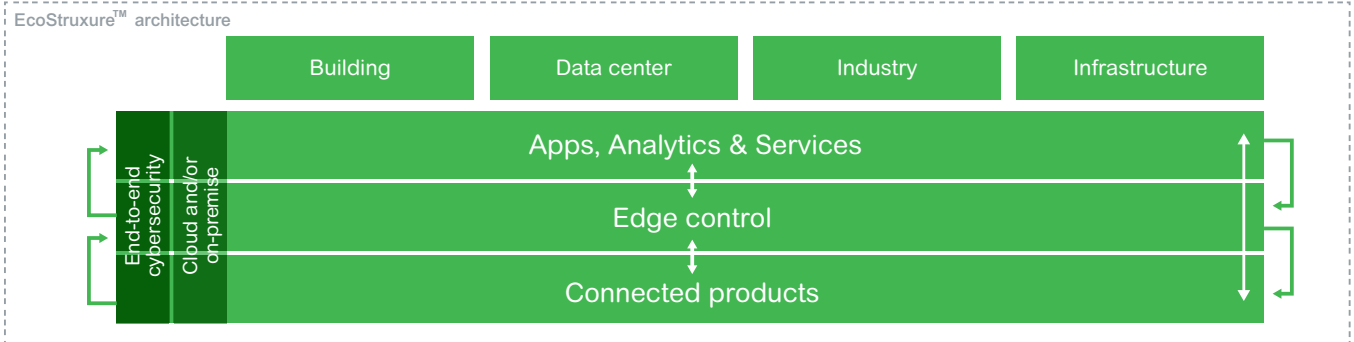 EcoStruxure™ architecture
Building
Data center
Industry
Infrastructure
End-to-end
cybersecurity
Cloud and/or
on-premise
Apps, Analytics & Services
Edge control
Connected products